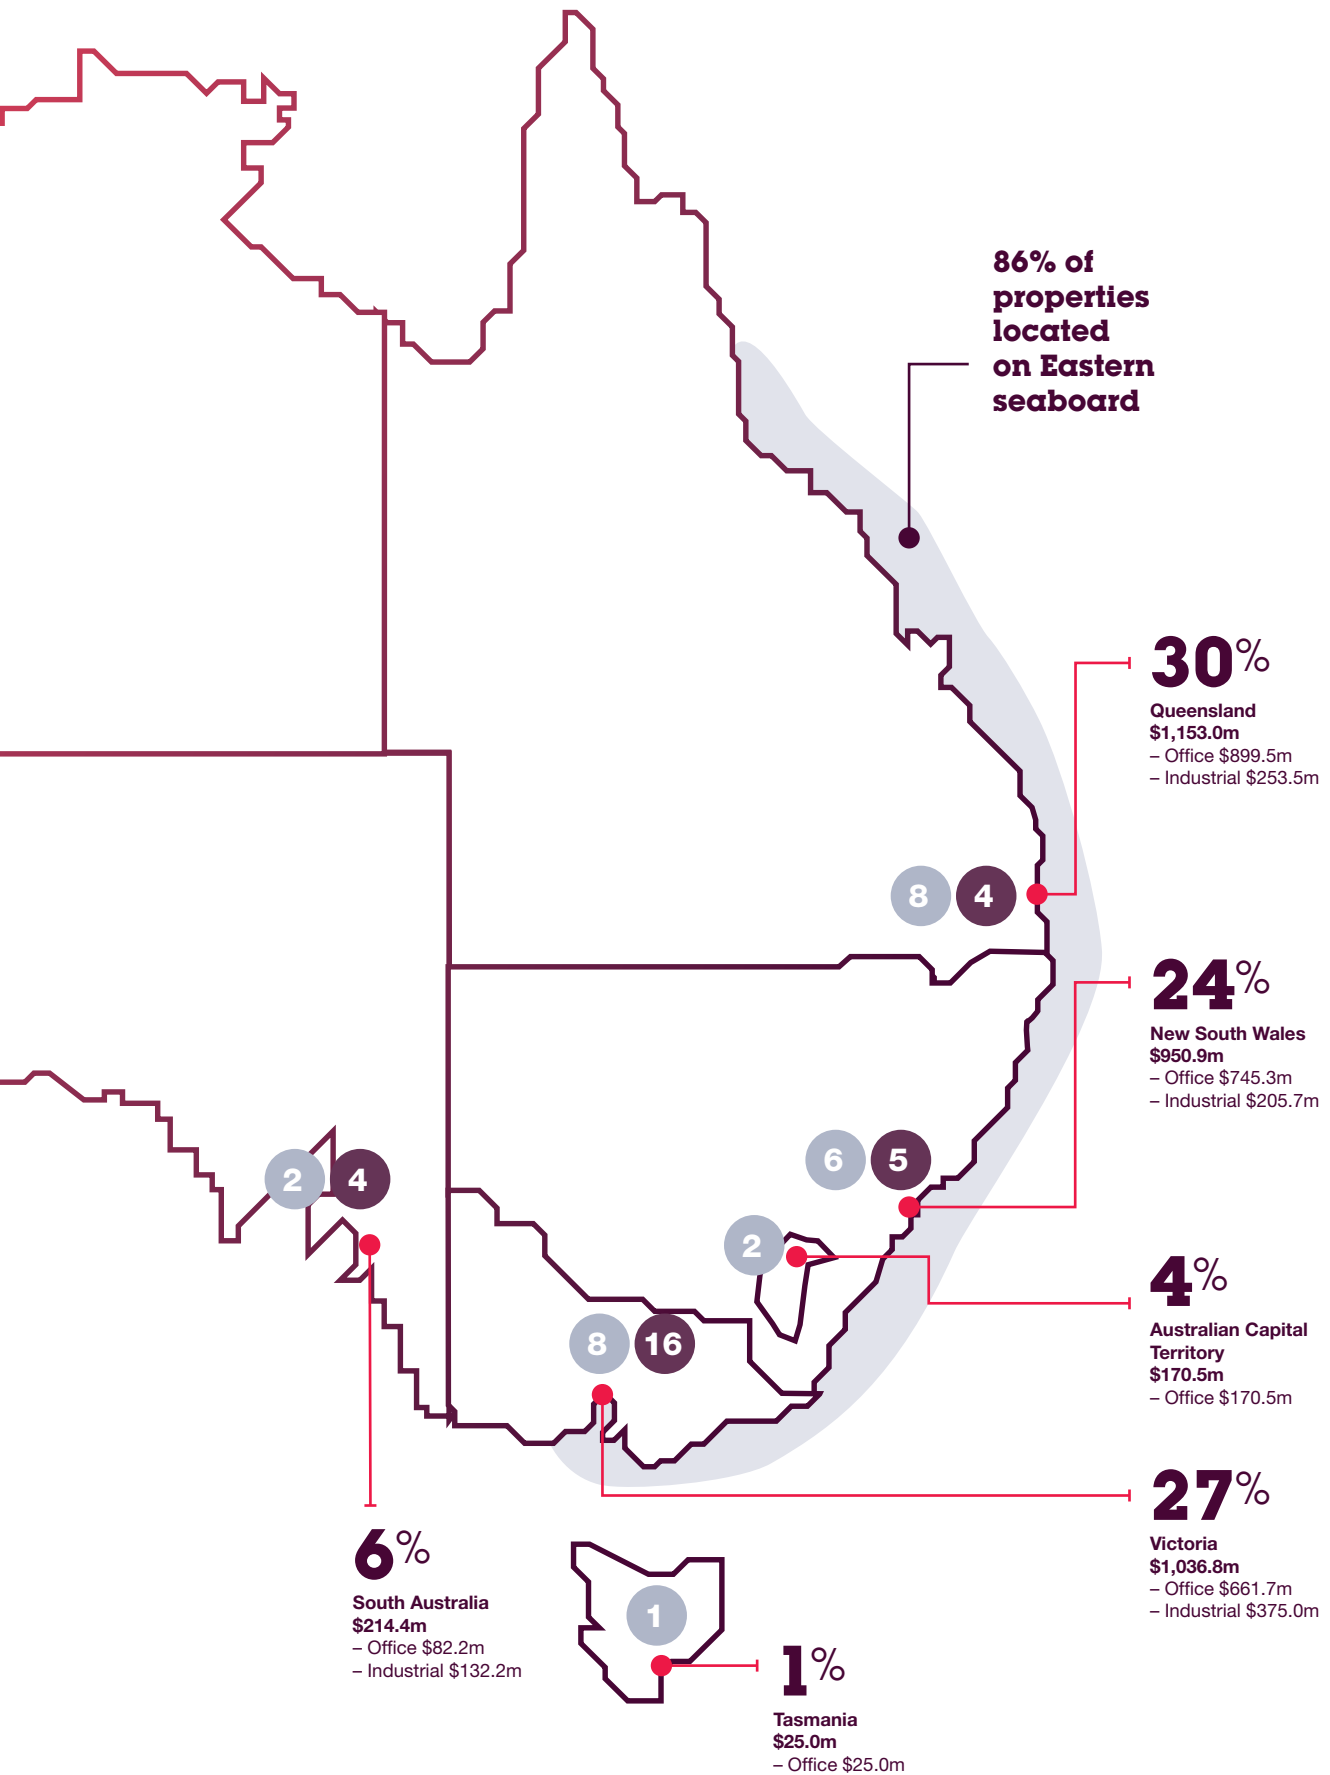 86% of
properties
located
on Eastern
seaboard
30%
Queensland
$1,153.0m
– Office $899.5m
– Industrial $253.5m
8
4
24%
New South Wales
$950.9m
– Office $745.3m
– Industrial $205.7m
6
5
2
4
2
4%
Australian Capital
Territory
$170.5m
– Office $170.5m
8
16
27%
Victoria
$1,036.8m
– Office $661.7m
– Industrial $375.0m
6%
South Australia
$214.4m
– Office $82.2m
– Industrial $132.2m
1
1%
Tasmania
$25.0m
– Office $25.0m